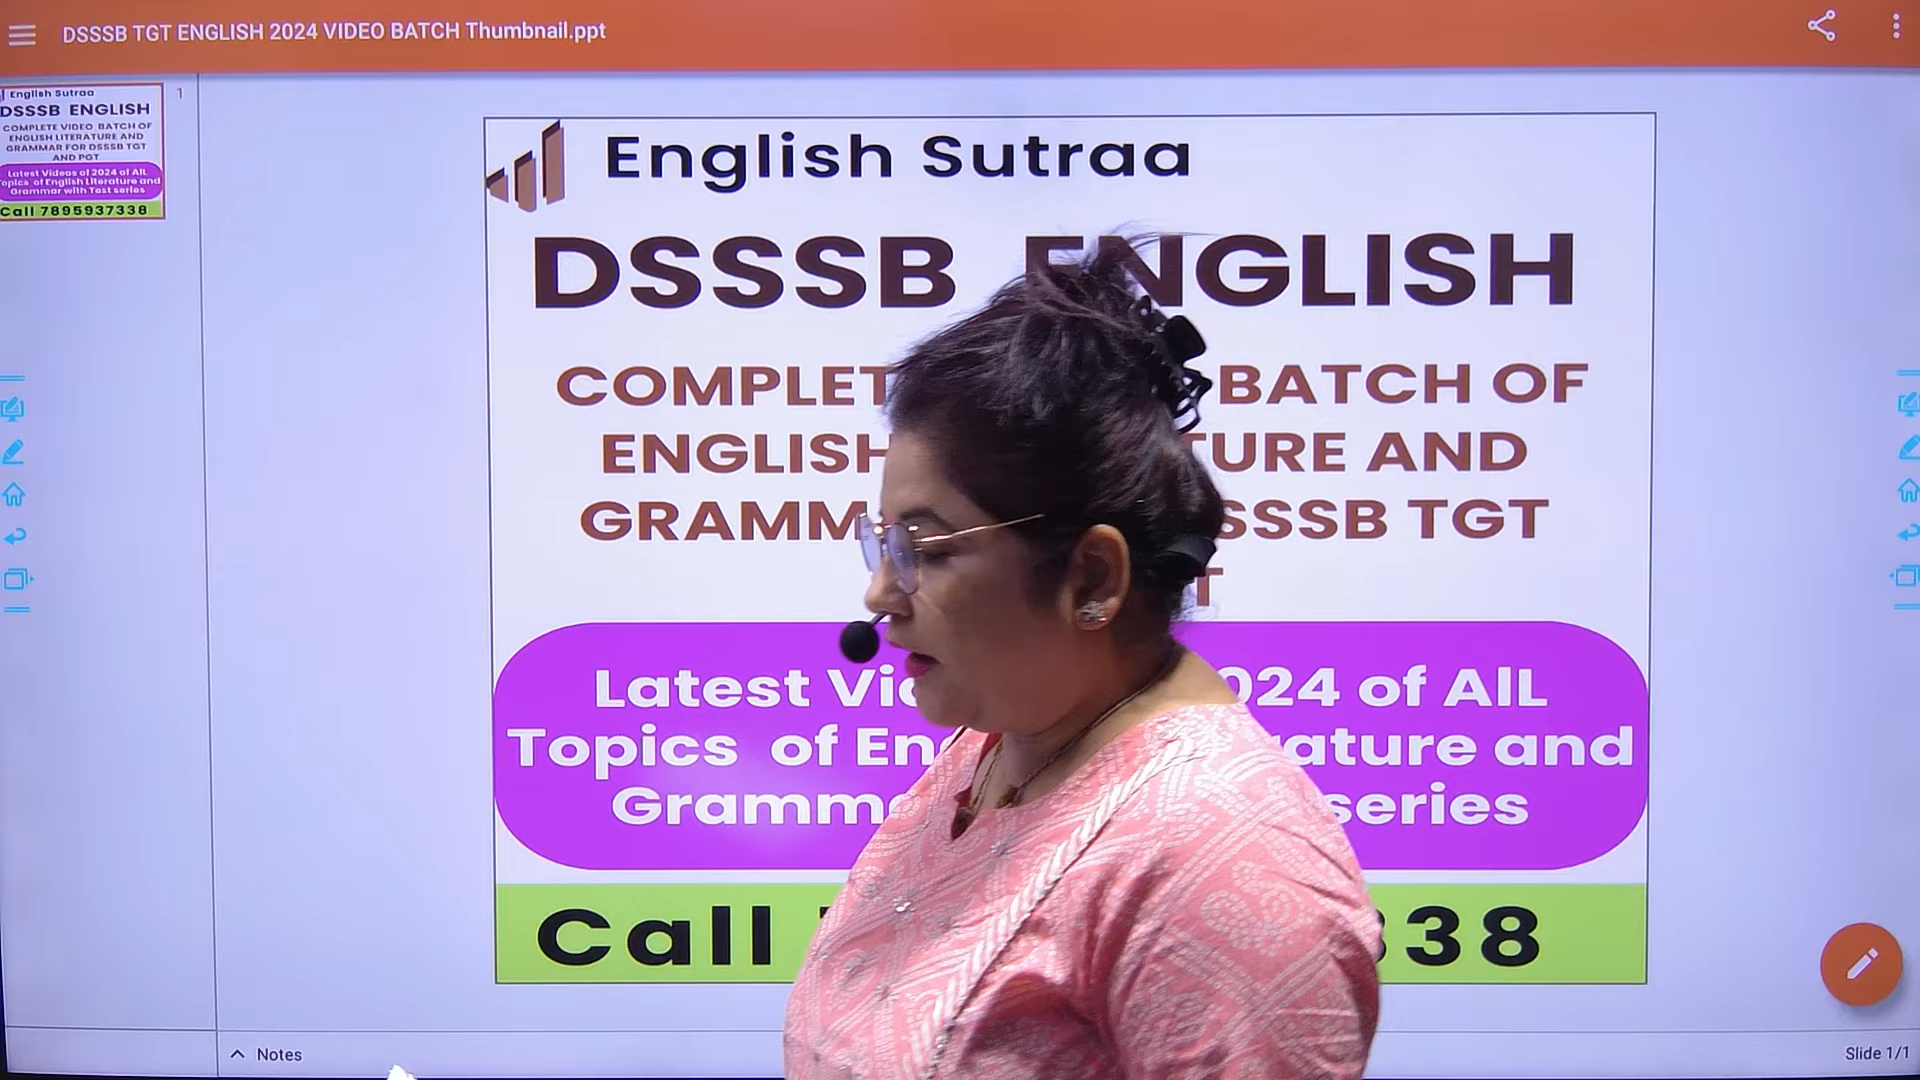 DSSSB TGT ENGLISH 2024 VIDEO BATCH Thumbnail.ppt
English Sutraa
DSSSB ENGLISH
COMPLETE VIDEO BATCH OF
ENGLISH LITERATURE AND
GRAMMAR FOR DSSSB TGT
AND PGT
Latest Videos of 2024 of AlL
Topics of English Literature and
Grammar with Test series
Call 7895937338
1
English Sutraa
DSSSB ENGLISH
COMPLET BATCH OF
ENGLISH TURE AND
GRAMM SSSB TGT
T
Latest Vi 024 of AlL
Topics of En ature and
Gramm series
Call 338
Notes
Slide 1/1